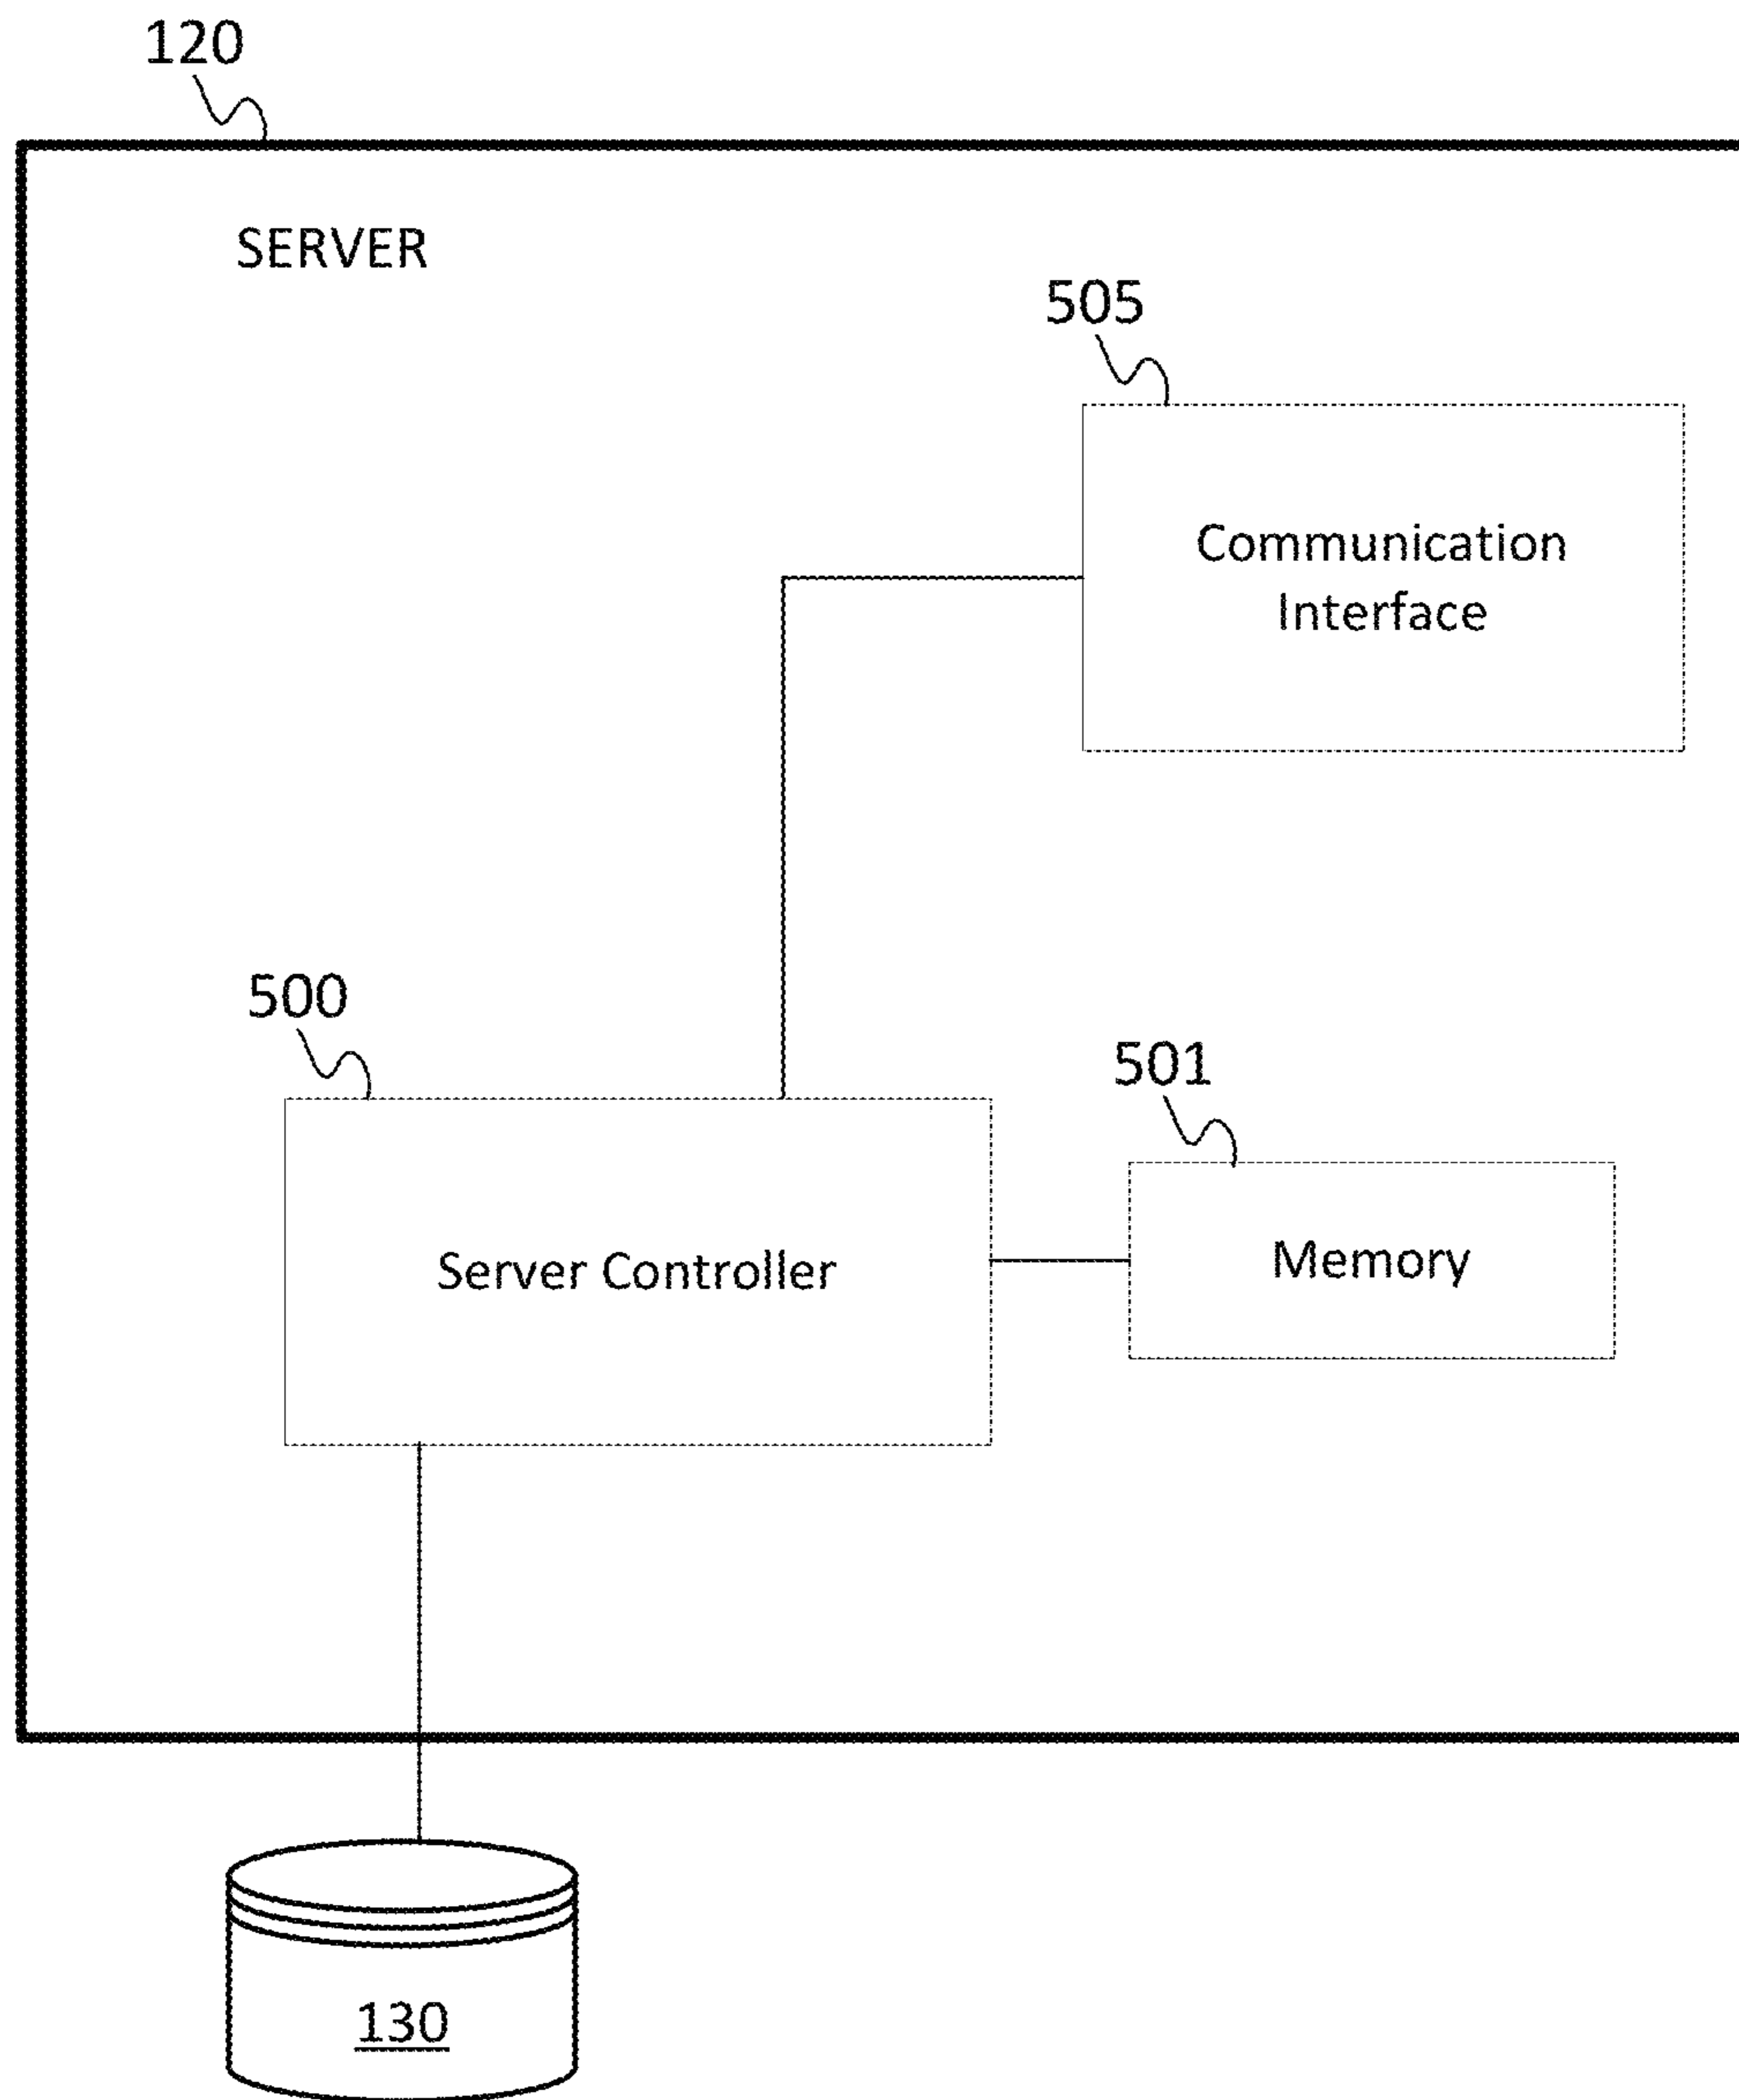 120
SERVER
505
Communication
Interface
500
501
Server Controller
Memory
130